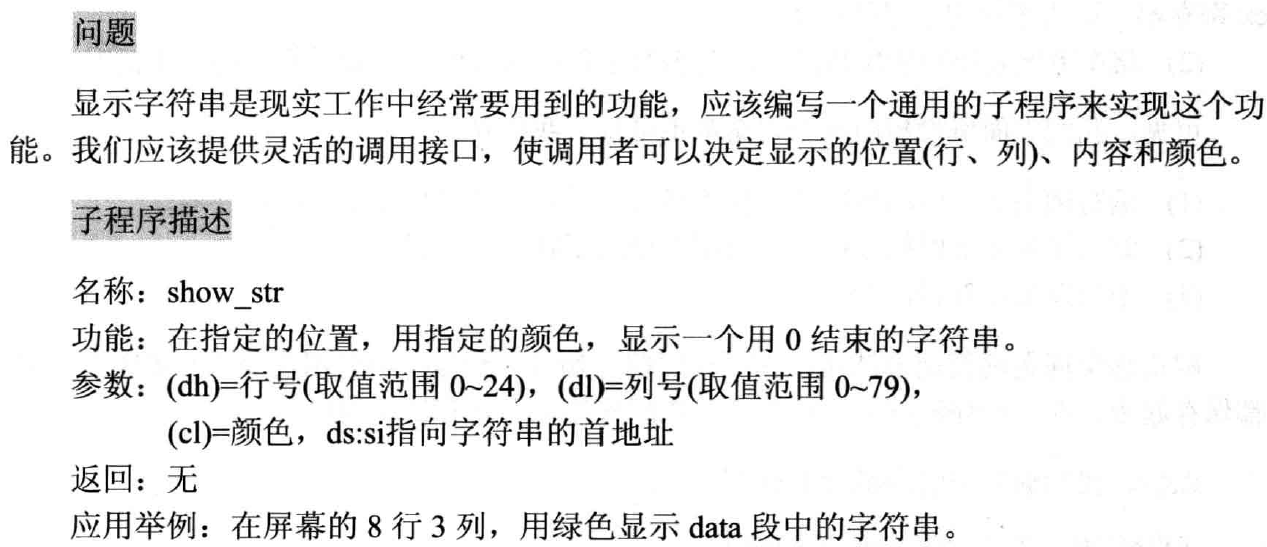 问题
显示字符串是现实工作中经常要用到的功能，应该编写一个通用的子程序来实现这个功
能。我们应该提供灵活的调用接口，使调用者可以决定显示的位置(行、列)、内容和颜色。
子程序描述
名称：show_str
功能：在指定的位置，用指定的颜色，显示一个用 0 结束的字符串。
参数：(dh)=行号(取值范围 0~24)，(dl)=列号(取值范围 0~79)，
(cl)=颜色，ds:si指向字符串的首地址
返回：无
应用举例：在屏幕的 8 行 3 列，用绿色显示 data 段中的字符串。